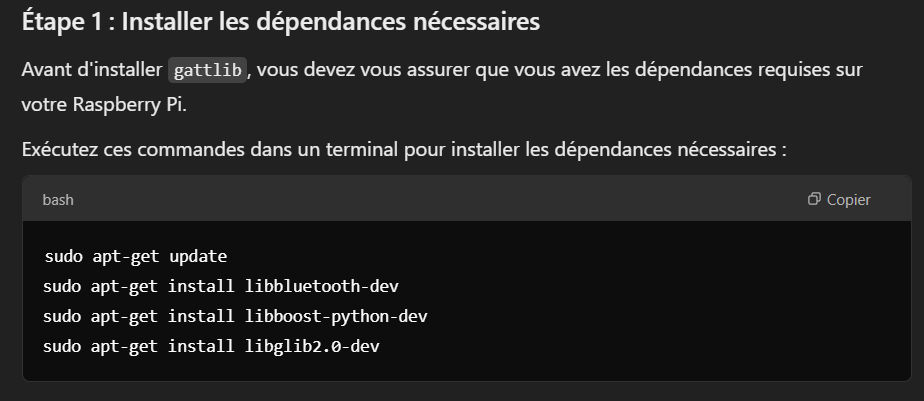 Étape 1 : Installer les dépendances nécessaires
Avant d'installer gattlib, vous devez vous assurer que vous avez les dépendances requises sur
votre Raspberry Pi.
Exécutez ces commandes dans un terminal pour installer les dépendances nécessaires :
bash
Copier
sudo apt-get update
sudo apt-get install libbluetooth-dev
sudo apt-get install libboost-python-dev
sudo apt-get install libglib2.0-dev